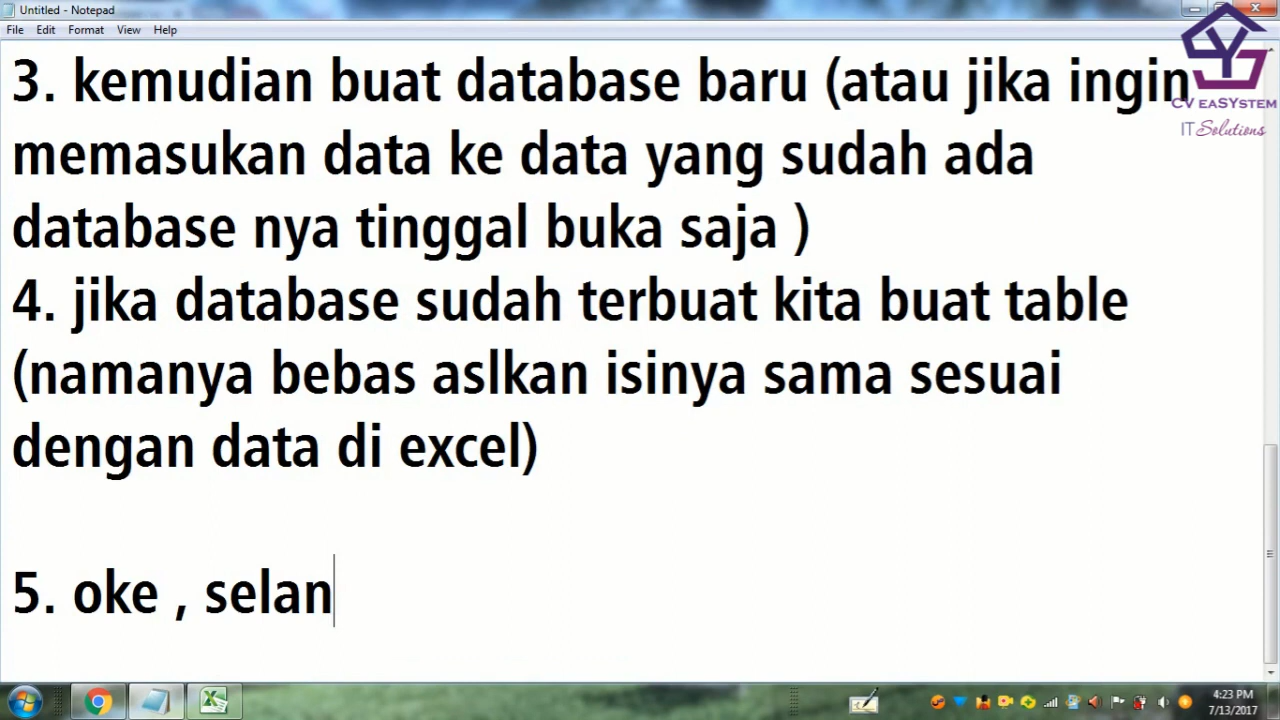 Untitled - Notepad
File Edit Format View Help
3. kemudian buat database baru (atau jika ingin
memasukan data ke data yang sudah ada
database nya tinggal buka saja )
4. jika database sudah terbuat kita buat table
(namanya bebas aslkan isinya sama sesuai
dengan data di excel)
5. oke , selan
CV eaSYstem
IT Solutions
4:23 PM
7/13/2017